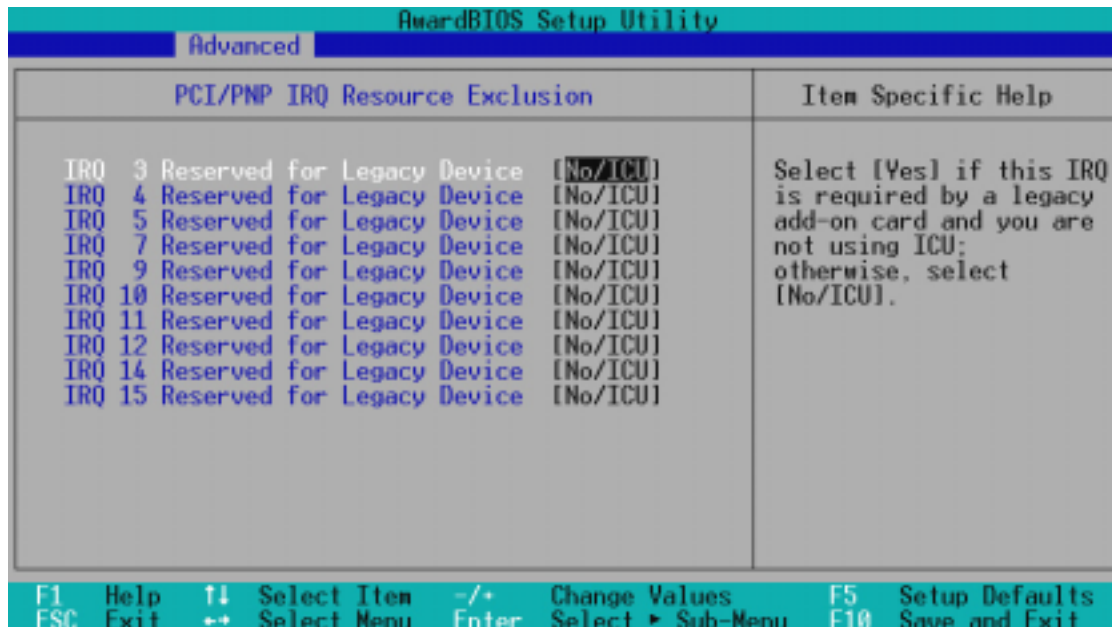 AwardBIOS Setup Utility
Advanced
PCI/PNP IRQ Resource Exclusion
IRQ 3 Reserved for Legacy Device [No/ICU]
IRQ 4 Reserved for Legacy Device [No/ICU]
IRQ 5 Reserved for Legacy Device [No/ICU]
IRQ 7 Reserved for Legacy Device [No/ICU]
IRQ 9 Reserved for Legacy Device [No/ICU]
IRQ 10 Reserved for Legacy Device [No/ICU]
IRQ 11 Reserved for Legacy Device [No/ICU]
IRQ 12 Reserved for Legacy Device [No/ICU]
IRQ 14 Reserved for Legacy Device [No/ICU]
IRQ 15 Reserved for Legacy Device [No/ICU]
Item Specific Help
Select [Yes] if this IRQ
is required by a legacy
add-on card and you are
not using ICU;
otherwise, select
[No/ICU].
F1 Help ↑↓ Select Item -/+ Change Values F5 Setup Defaults
ESC Exit ←→ Select Menu Enter Select ► Sub-Menu F10 Save and Exit